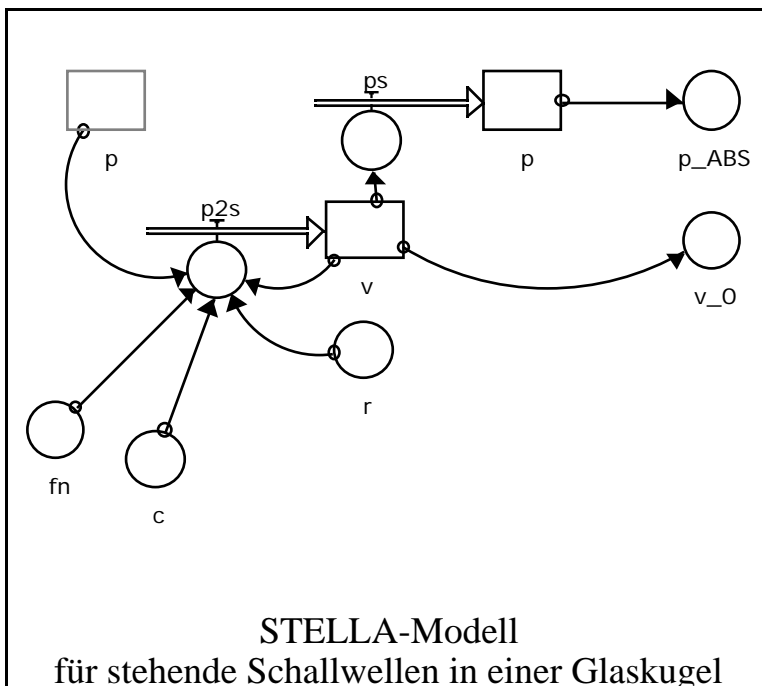 ps
p
p
p_ABS
p2s
v
v_0
r
fn
c
STELLA-Modell
für stehende Schallwellen in einer Glaskugel